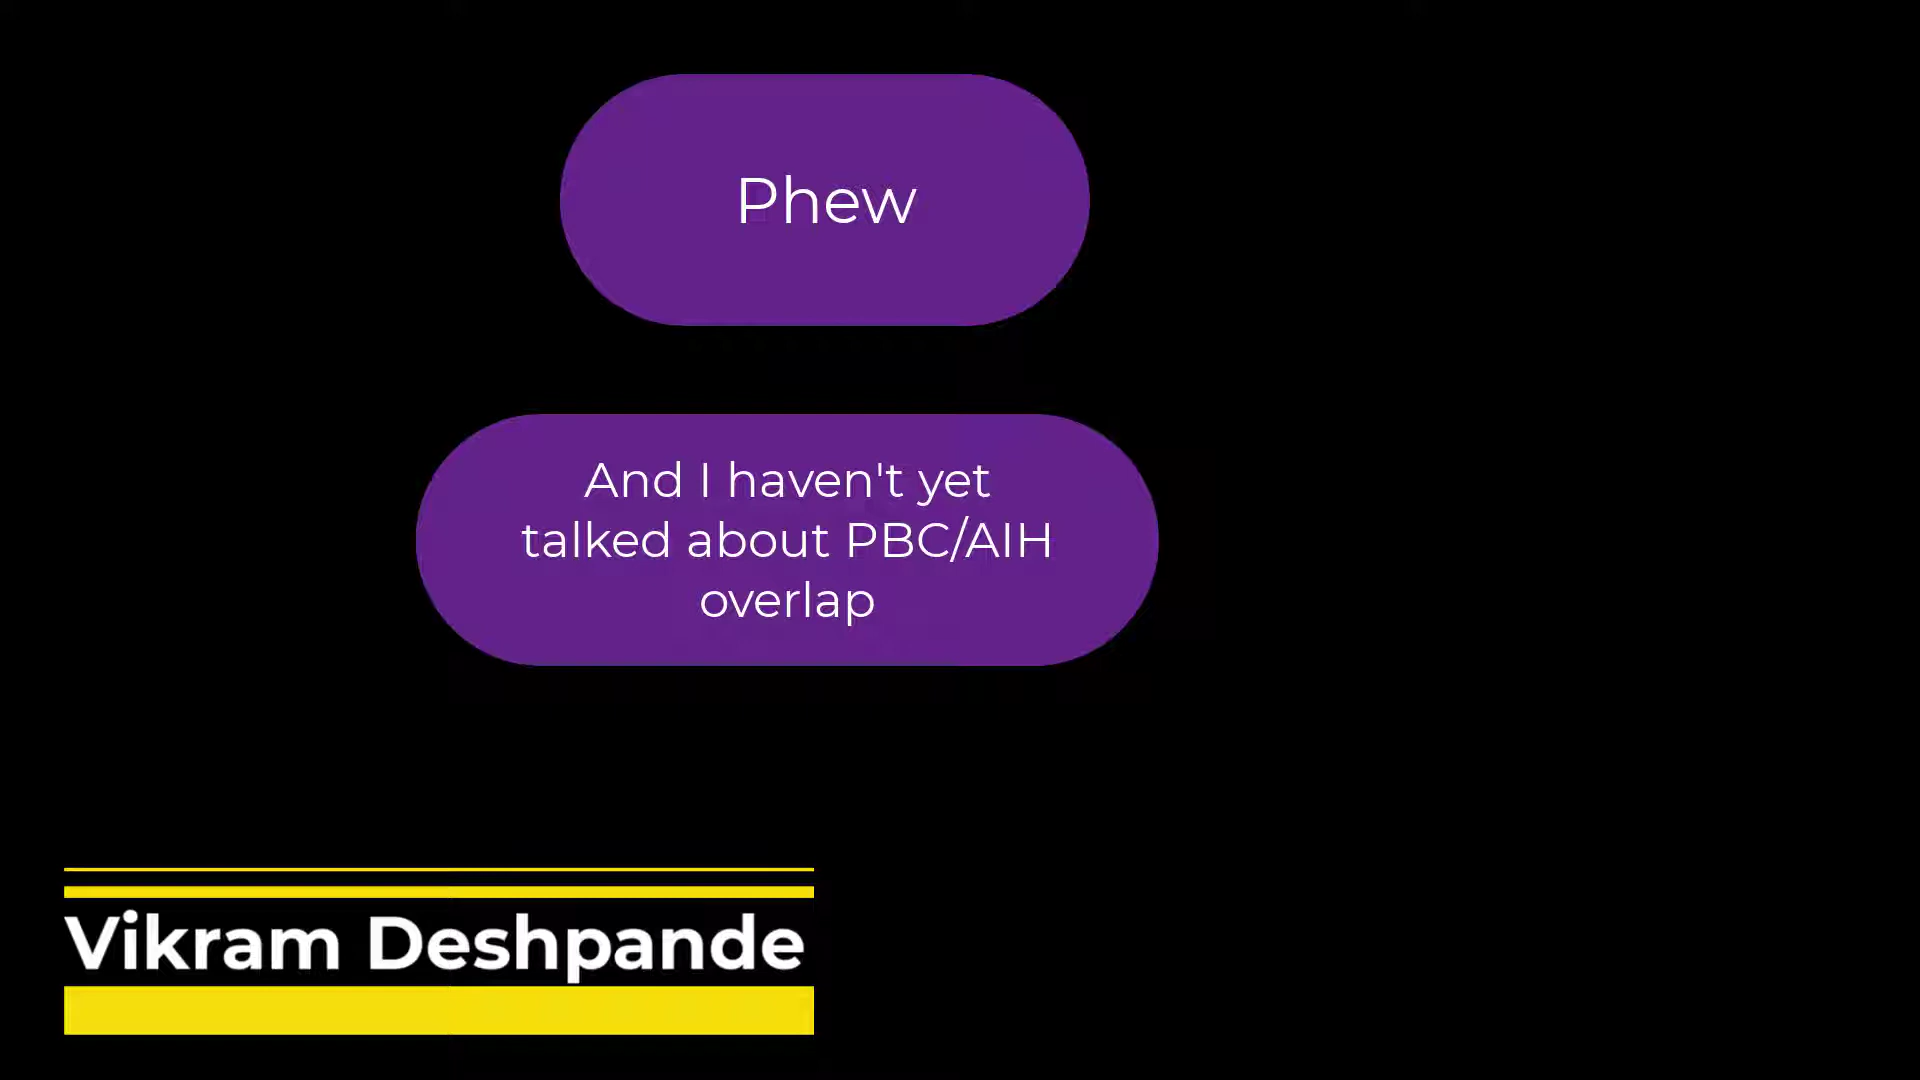 Phew
And I haven't yet
talked about PBC/AIH
overlap
Vikram Deshpande